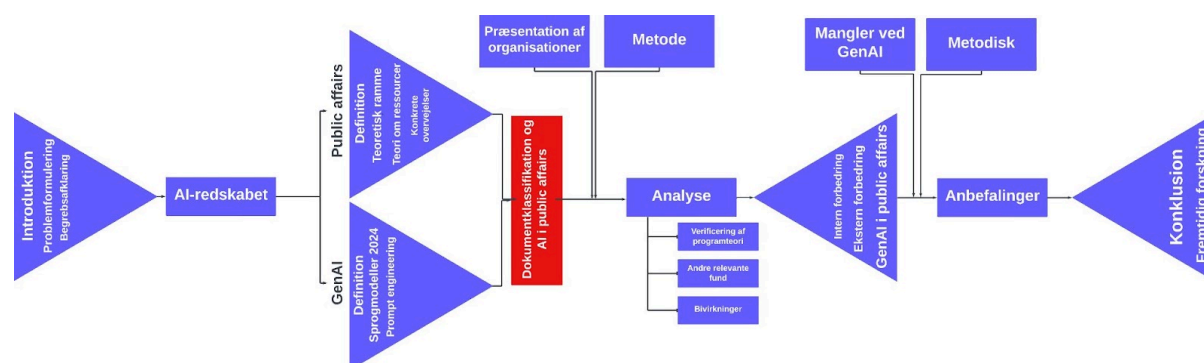 Introduktion
Problemformulering
Begrebsafklaring
AI-redskabet
Public affairs
Definition
Teoretisk ramme
Teori om ressourcer
Konkrete
overvejelser
GenAI
Definition
Sprogmodeller 2024
Prompt engineering
Dokumentklassifikation og
AI i public affairs
Præsentation af
organisationer
Metode
Analyse
Verificering af
programteori
Andre relevante
fund
Bivirkninger
Intern forbedring
Ekstern forbedring
GenAI i public affairs
Mangler ved
GenAI
Metodisk
Anbefalinger
Konklusion
Fremtidig forskning